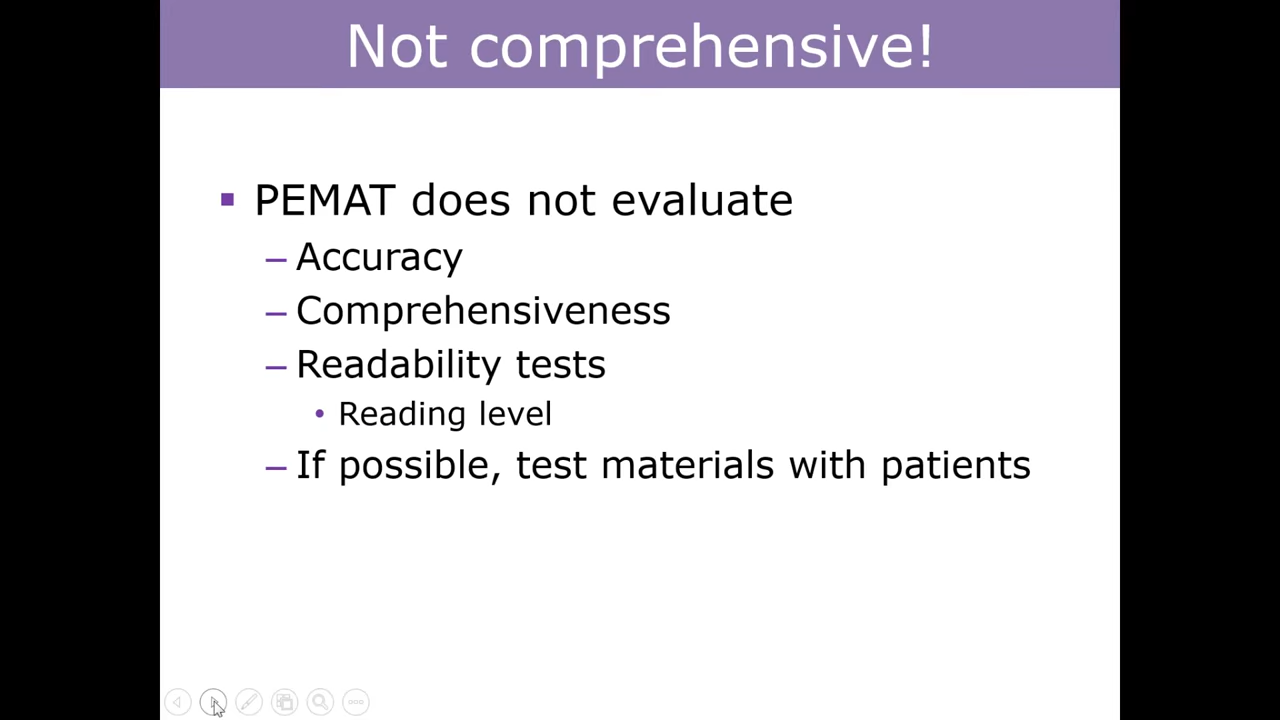 Not comprehensive!
▪ PEMAT does not evaluate
– Accuracy
– Comprehensiveness
– Readability tests
• Reading level
– If possible, test materials with patients